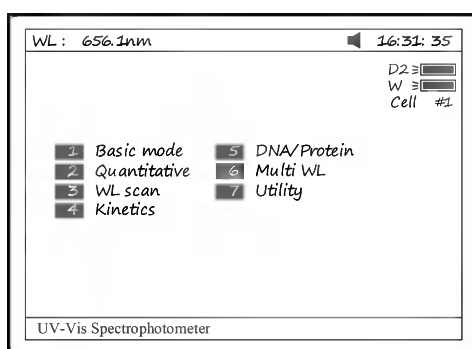 WL: 656.1nm 16:31:35
D2
W
Cell #1
1 Basic mode 5 DNA/Protein
2 Quantitative 6 Multi WL
3 WL scan 7 Utility
4 Kinetics
UV-Vis Spectrophotometer